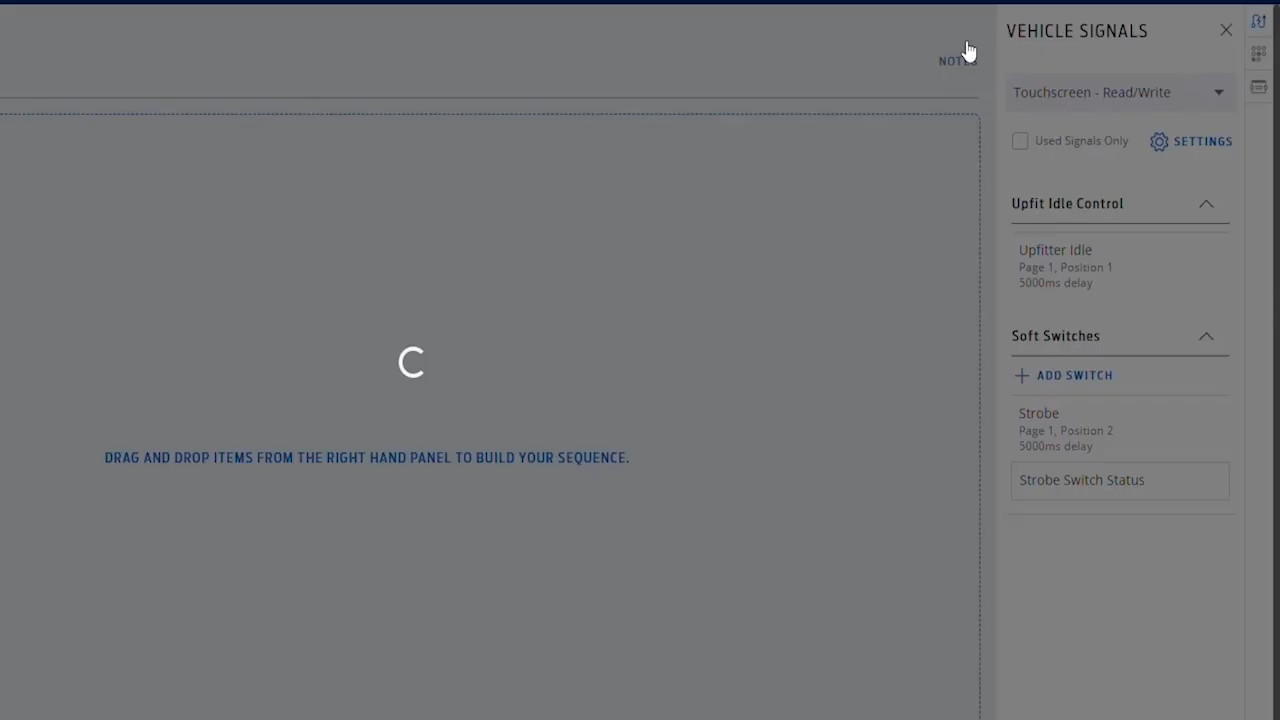 VEHICLE SIGNALS
NOTES
Touchscreen - Read/Write
Used Signals Only
SETTINGS
Upfit Idle Control
Upfitter Idle
Page 1, Position 1
5000ms delay
Soft Switches
ADD SWITCH
Strobe
Page 1, Position 2
5000ms delay
Strobe Switch Status
DRAG AND DROP ITEMS FROM THE RIGHT HAND PANEL TO BUILD YOUR SEQUENCE.